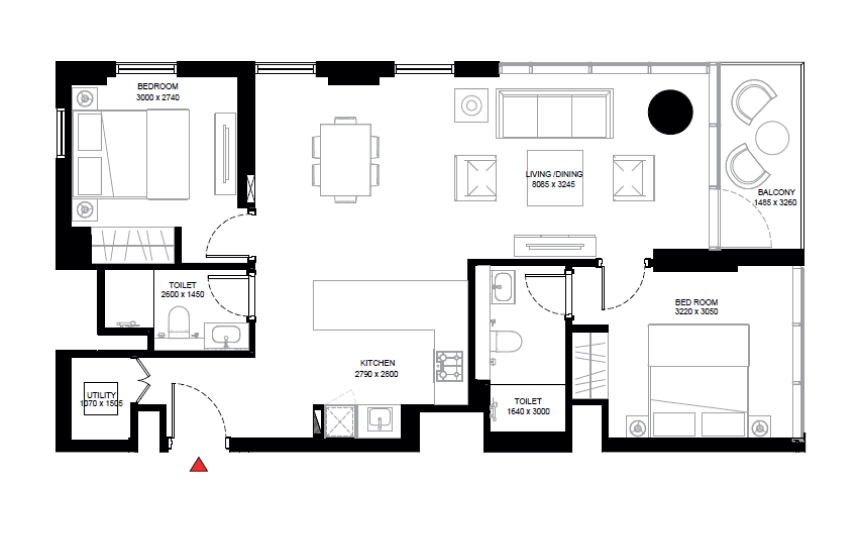 BEDROOM
3000 x 2740
LIVING /DINING
8085 x 3245
BALCONY
1485 x 3260
TOILET
2600 x 1450
BED ROOM
3220 x 3050
KITCHEN
2790 x 2800
UTILITY
1070 x 1505
TOILET
1640 x 3000